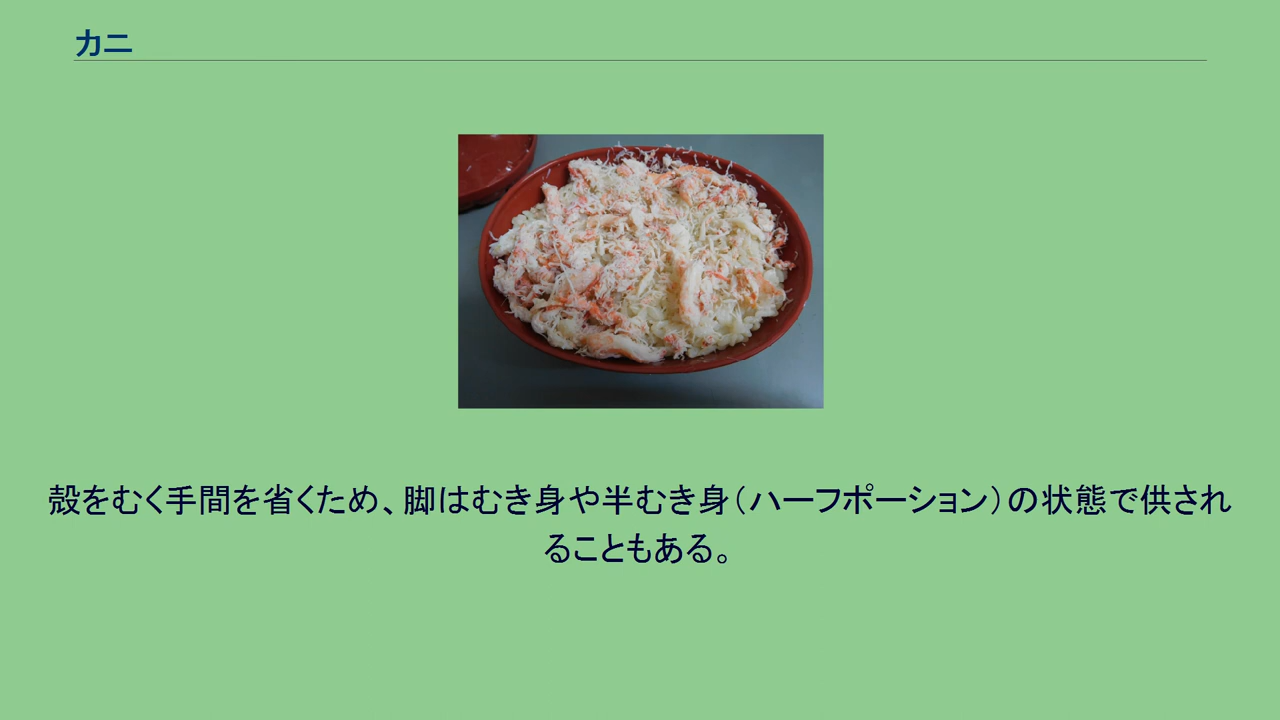 カニ
殻をむく手間を省くため、脚はむき身や半むき身（ハーフポーション）の状態で供され
ることもある。